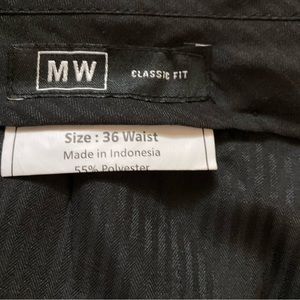 MW CLASSIC FIT
Size : 36 Waist
Made in Indonesia
55% Polyester